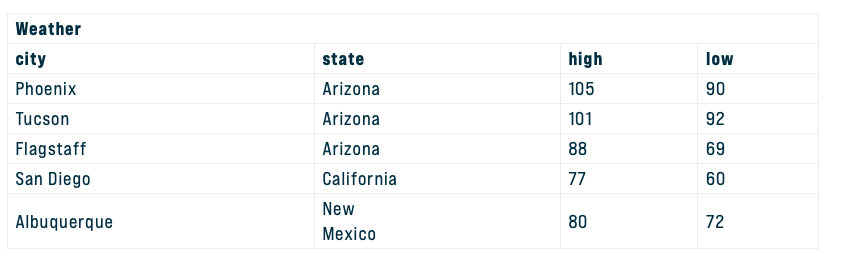 Weather
city state high low
Phoenix Arizona 105 90
Tucson Arizona 101 92
Flagstaff Arizona 88 69
San Diego California 77 60
Albuquerque New Mexico 80 72